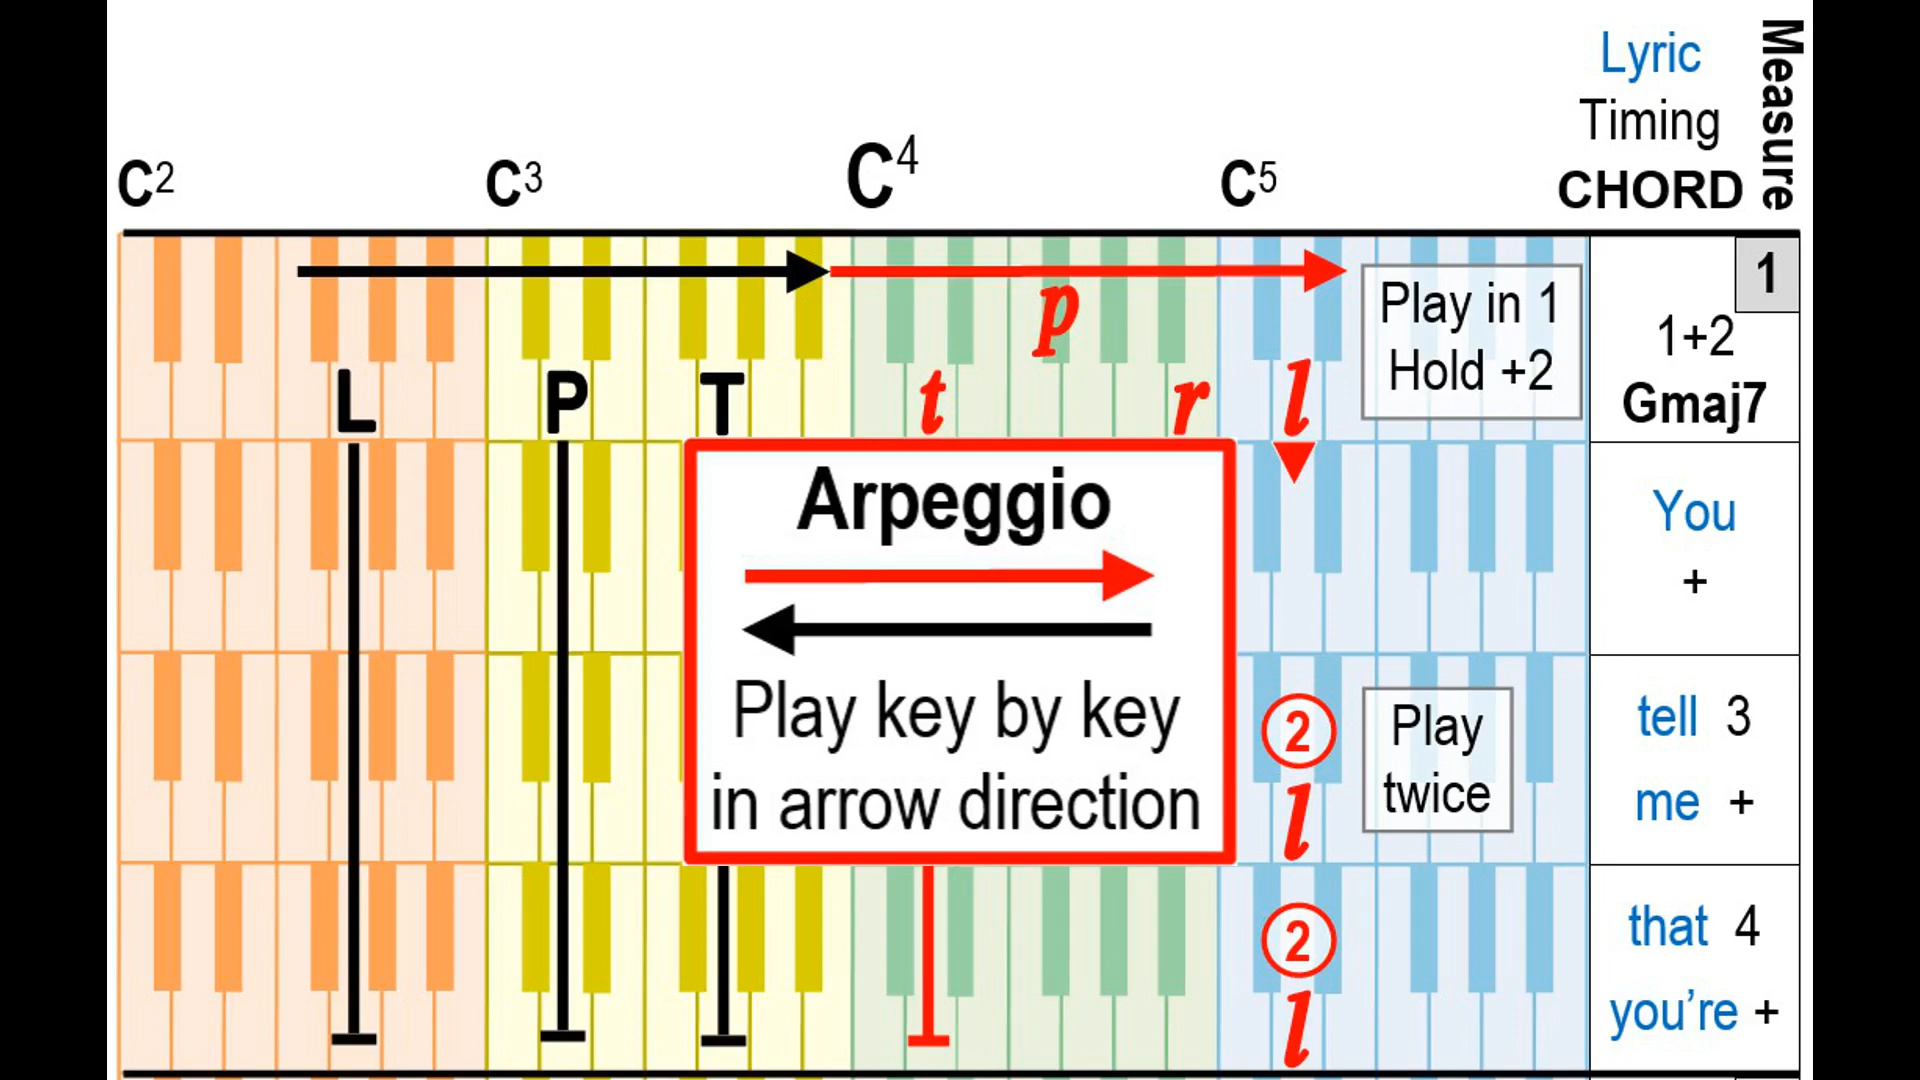 Lyric
Timing
CHORD
Measure
C2 C3 C4 C5
1
p
Play in 1
Hold +2
1+2
Gmaj7
L P T t r l
Arpeggio
Play key by key
in arrow direction
You
+
2
l
Play
twice
tell 3
me +
2
l
that 4
you're +